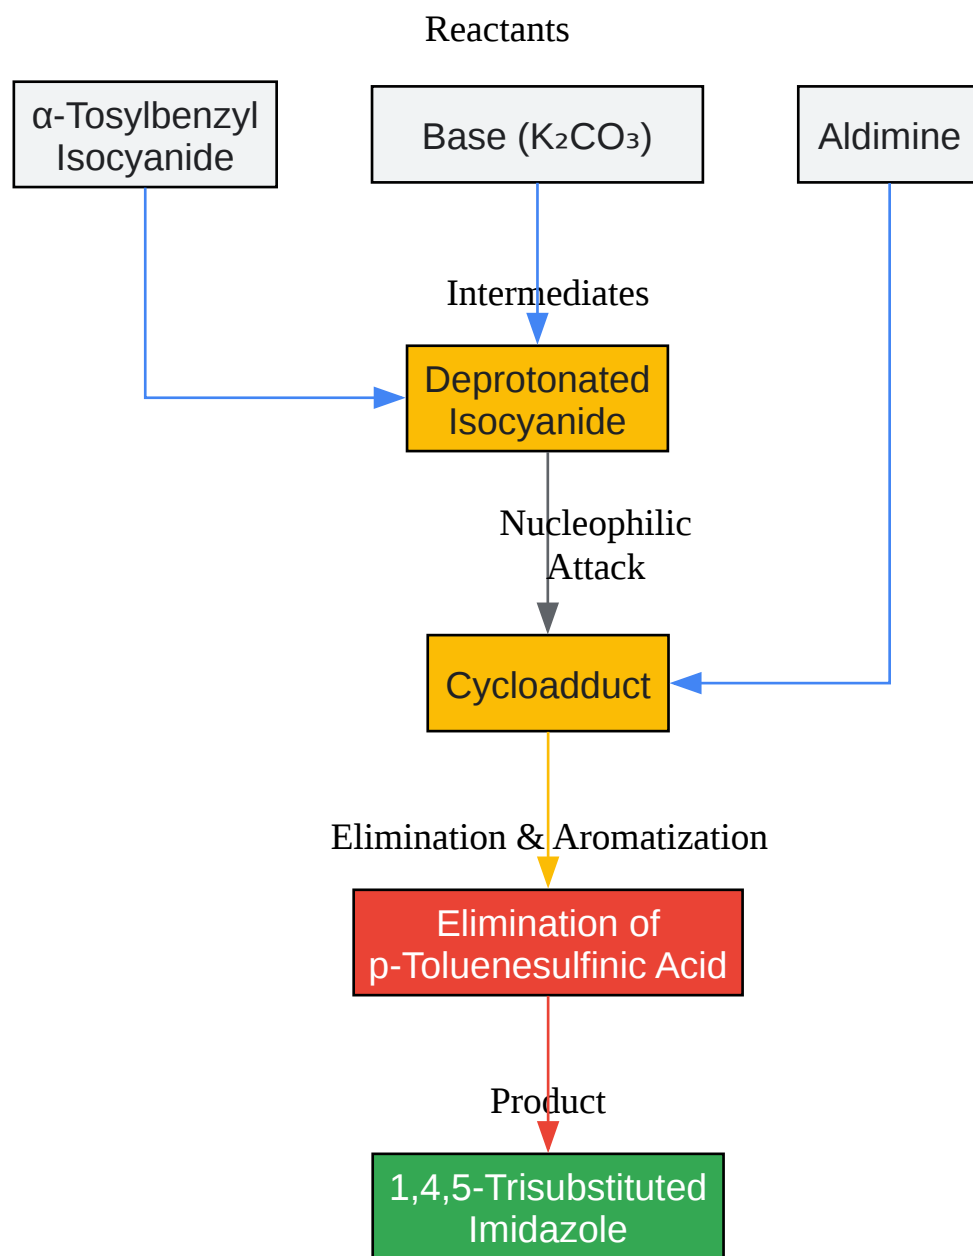 Reactants
α-Tosylbenzyl
Isocyanide
Base (K₂CO₃)
Aldimine
Intermediates
Deprotonated
Isocyanide
Nucleophilic
Attack
Cycloadduct
Elimination & Aromatization
Elimination of
p-Toluenesulfinic Acid
Product
1,4,5-Trisubstituted
Imidazole